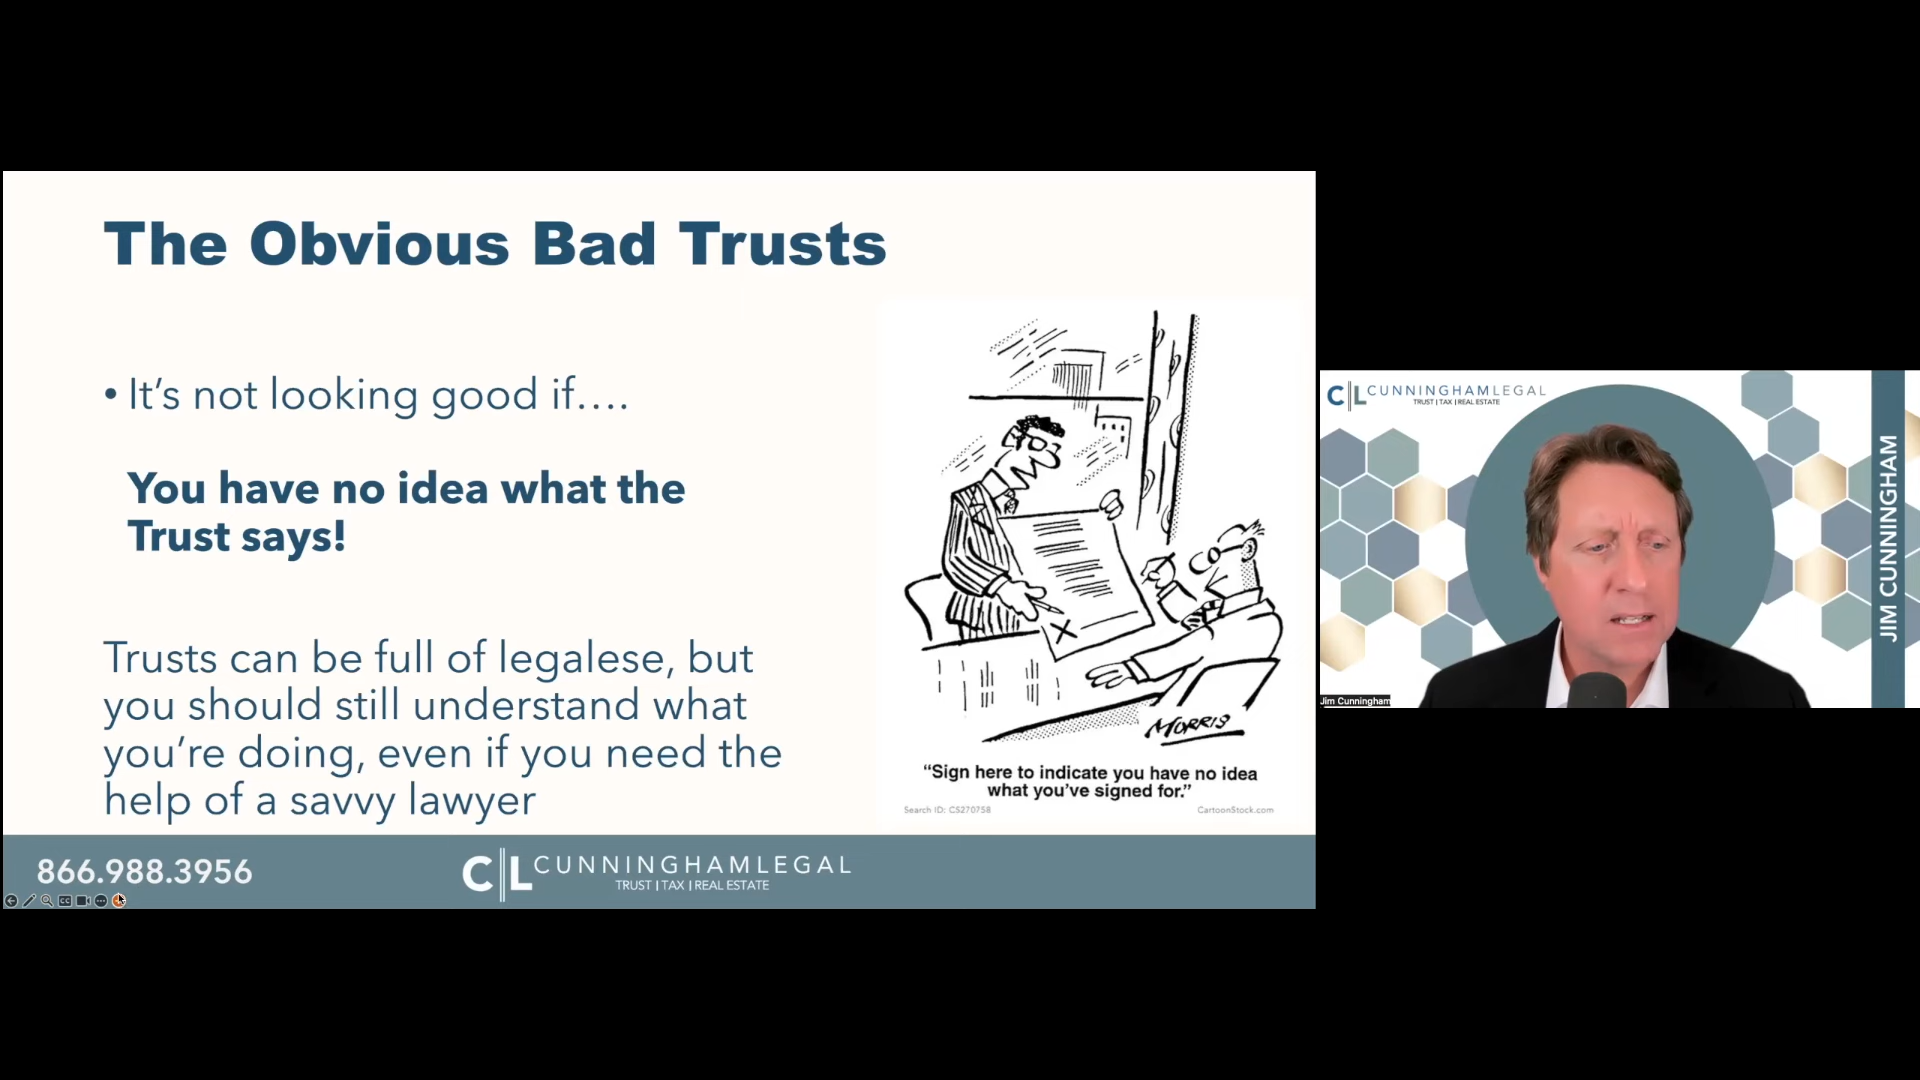 The Obvious Bad Trusts
• It's not looking good if....
You have no idea what the
Trust says!
Trusts can be full of legalese, but
you should still understand what
you're doing, even if you need the
help of a savvy lawyer
MORRIS
“Sign here to indicate you have no idea
what you've signed for.”
Search ID: CS270758
CartoonStock.com
866.988.3956
CL CUNNINGHAMLEGAL
TRUST | TAX | REAL ESTATE
CC
CL CUNNINGHAMLEGAL
TRUST | TAX | REAL ESTATE
JIM CUNNINGHAM
Jim Cunningham